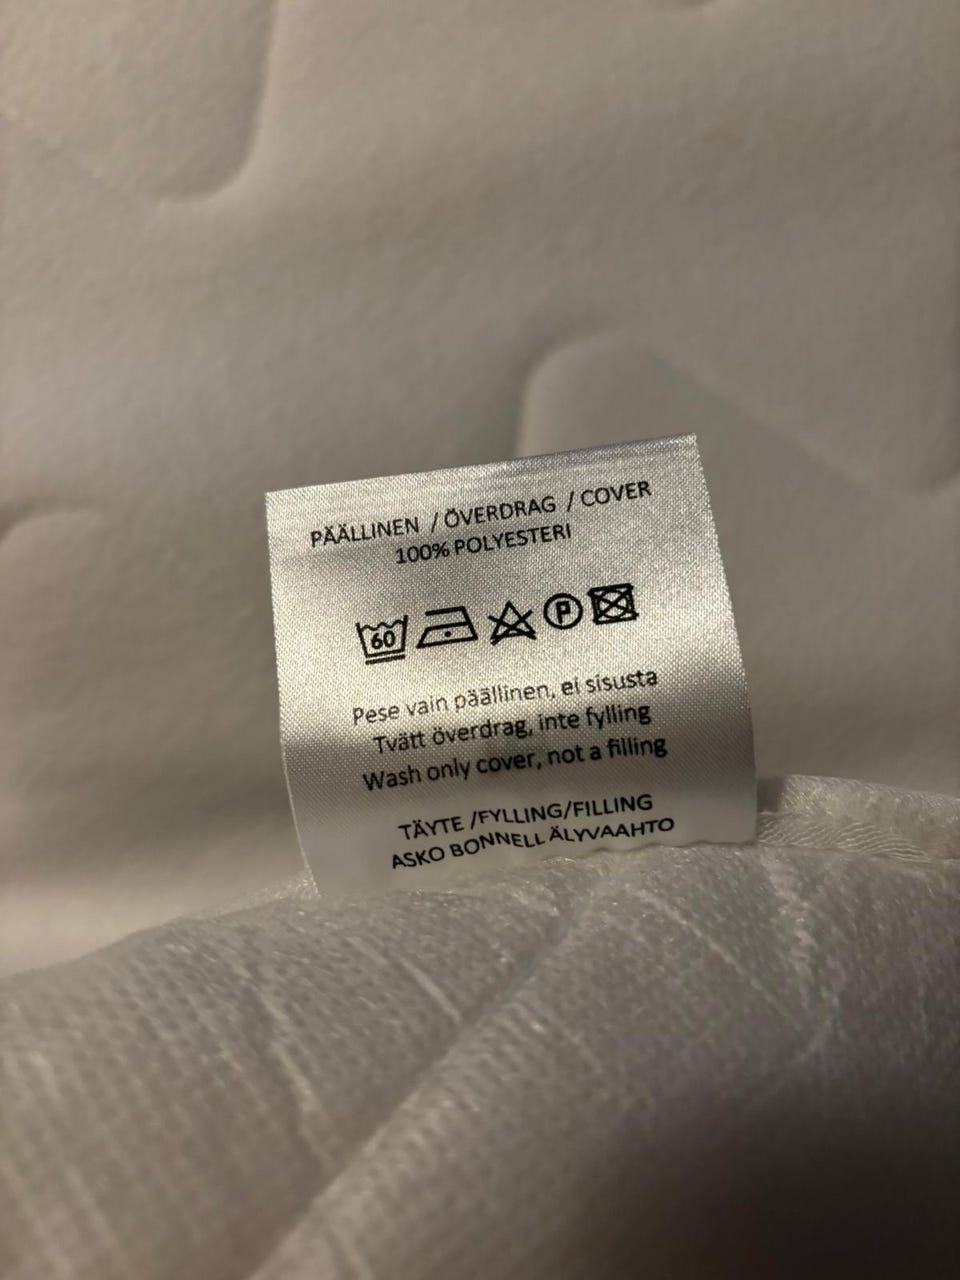 PÄÄLLINEN / ÖVERDRAG / COVER
100% POLYESTERI
60 P
Pese vain päällinen, ei sisusta
Tvätt överdrag, inte fylling
Wash only cover, not a filling
TÄYTE /FYLLING/FILLING
ASKO BONNELL ÄLYVAAHTO